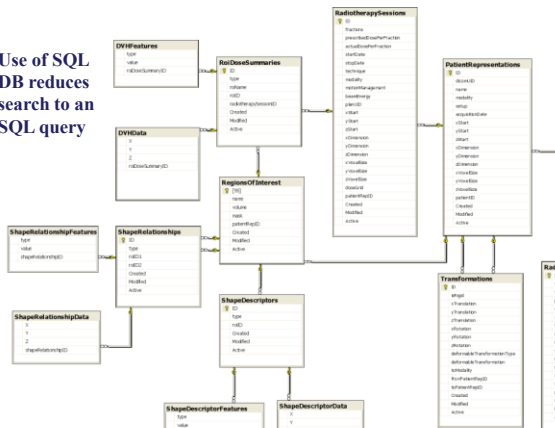 Use of SQL
DB reduces
search to an
SQL query
DVHFeatures
type
value
roiDoseSummaryID
DVHData
X
Y
Z
roiDoseSummaryID
RoiDoseSummaries
ID
type
roiName
roiID
radiotherapySessionID
Created
Modified
Active
RadiotherapySessions
ID
fractions
prescribedDosePerFraction
actualDosePerFraction
startDate
stopDate
technique
modality
motionManagement
beamEnergy
planUID
xStart
yStart
zStart
xDimension
yDimension
zDimension
xVoxelSize
yVoxelSize
zVoxelSize
doseGrid
patientRepID
Created
Modified
Active
PatientRepresentations
ID
dicomUID
name
modality
setup
acquisitionDate
xStart
yStart
zStart
xDimension
yDimension
zDimension
xVoxelSize
yVoxelSize
zVoxelSize
patientID
Created
Modified
Active
RegionsOfInterest
name
volume
mask
patientRepID
Created
Modified
Active
ShapeRelationshipFeatures
type
value
shapeRelationshipID
ShapeRelationships
ID
type
roiID1
roiID2
Created
Modified
Active
ShapeRelationshipData
X
Y
Z
shapeRelationshipID
ShapeDescriptors
ID
type
roiID
Created
Modified
Active
Transformations
ID
xTranslation
yTranslation
zTranslation
xRotation
yRotation
zRotation
deformableTransformationType
deformableTransformation
toModality
fromPatientRepID
toPatientRepID
Created
Modified
Active
ShapeDescriptorFeatures
type
value
ShapeDescriptorData
X
Y